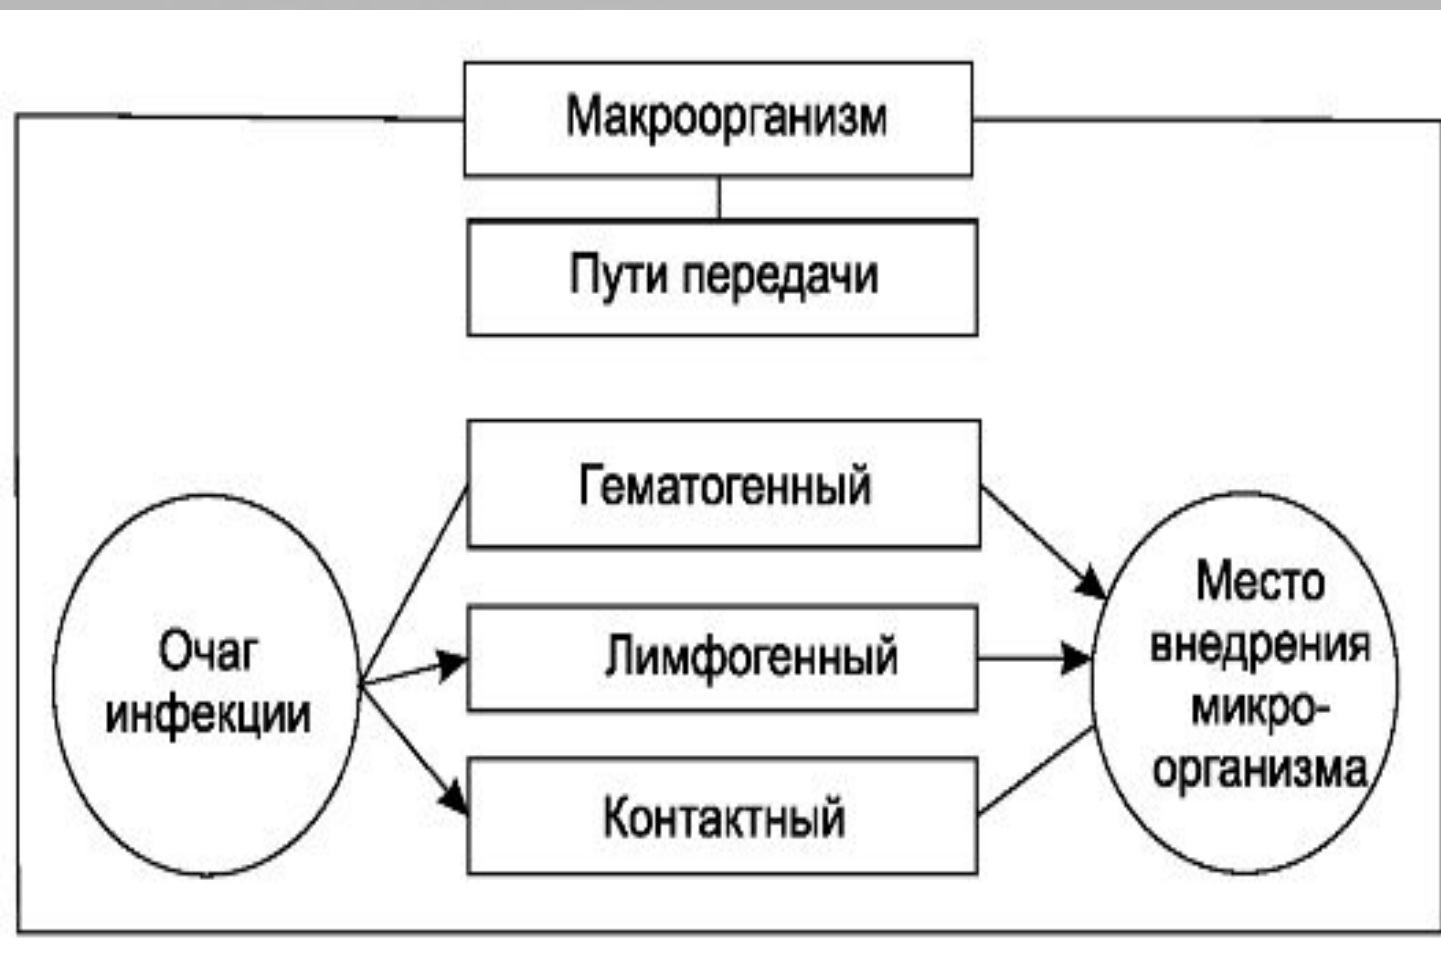 Макроорганизм
Пути передачи
Гематогенный
Лимфогенный
Контактный
Очаг
инфекции
Место
внедрения
микро-
организма